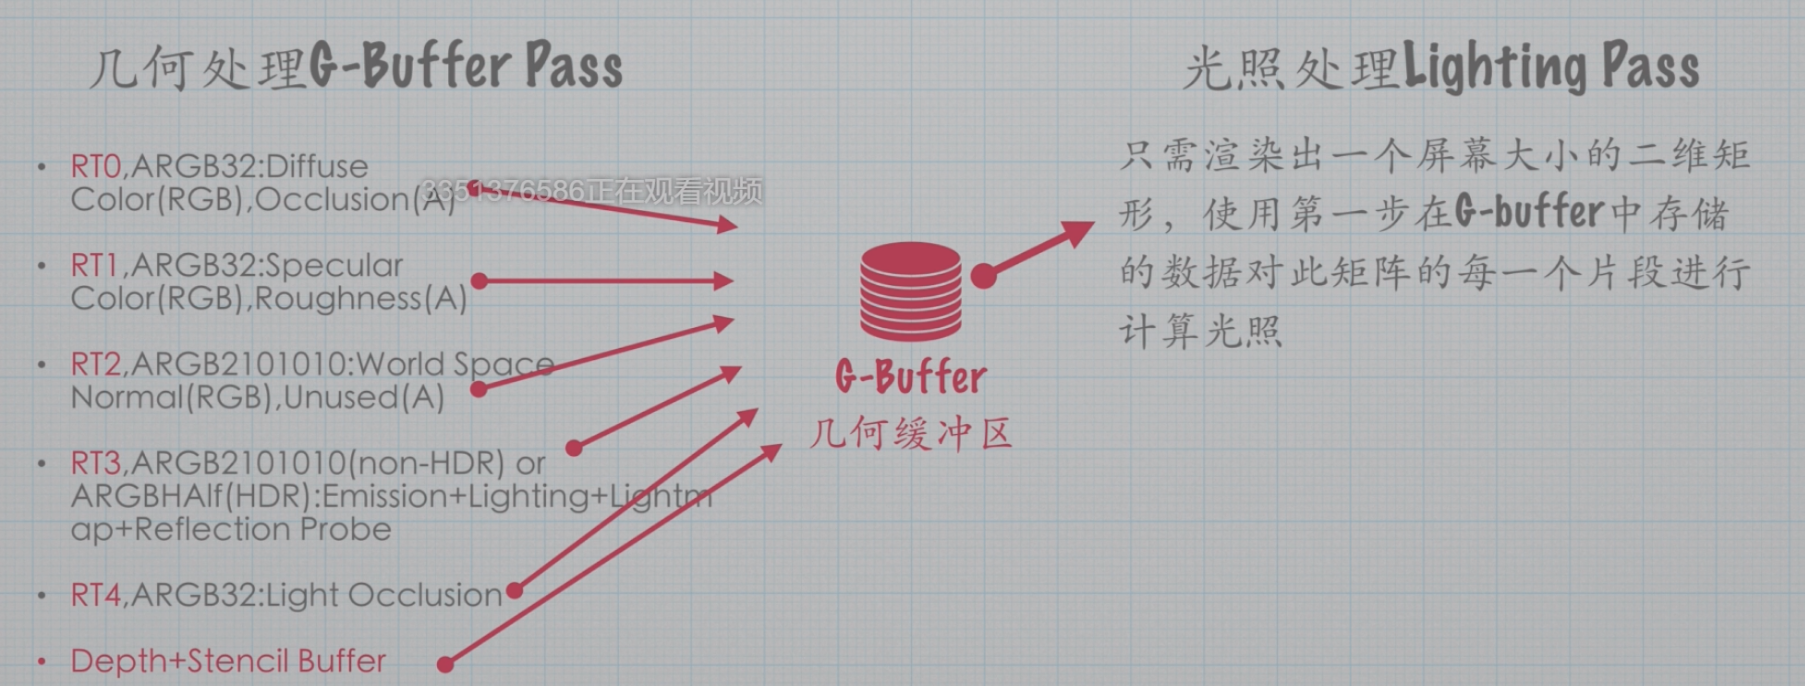 几何处理G-Buffer Pass
RT0,ARGB32:Diffuse
Color(RGB),Occlusion(A)
3351376586正在观看视频
RT1,ARGB32:Specular
Color(RGB),Roughness(A)
RT2,ARGB2101010:World Space
Normal(RGB),Unused(A)
RT3,ARGB2101010(non-HDR) or
ARGBHAlf(HDR):Emission+Lighting+Lightm
ap+Reflection Probe
RT4,ARGB32:Light Occlusion
Depth+Stencil Buffer
G-Buffer
几何缓冲区
光照处理Lighting Pass
只需渲染出一个屏幕大小的二维矩
形，使用第一步在G-buffer中存储
的数据对此矩阵的每一个片段进行
计算光照